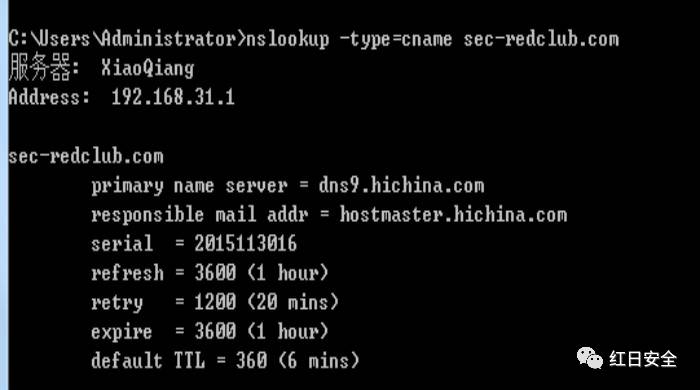 C:\Users\Administrator>nslookup -type=cname sec-redclub.com
服务器:  XiaoQiang
Address:  192.168.31.1
sec-redclub.com
primary name server = dns9.hichina.com
responsible mail addr = hostmaster.hichina.com
serial  = 2015113016
refresh = 3600 (1 hour)
retry   = 1200 (20 mins)
expire  = 3600 (1 hour)
default TTL = 360 (6 mins)
红日安全